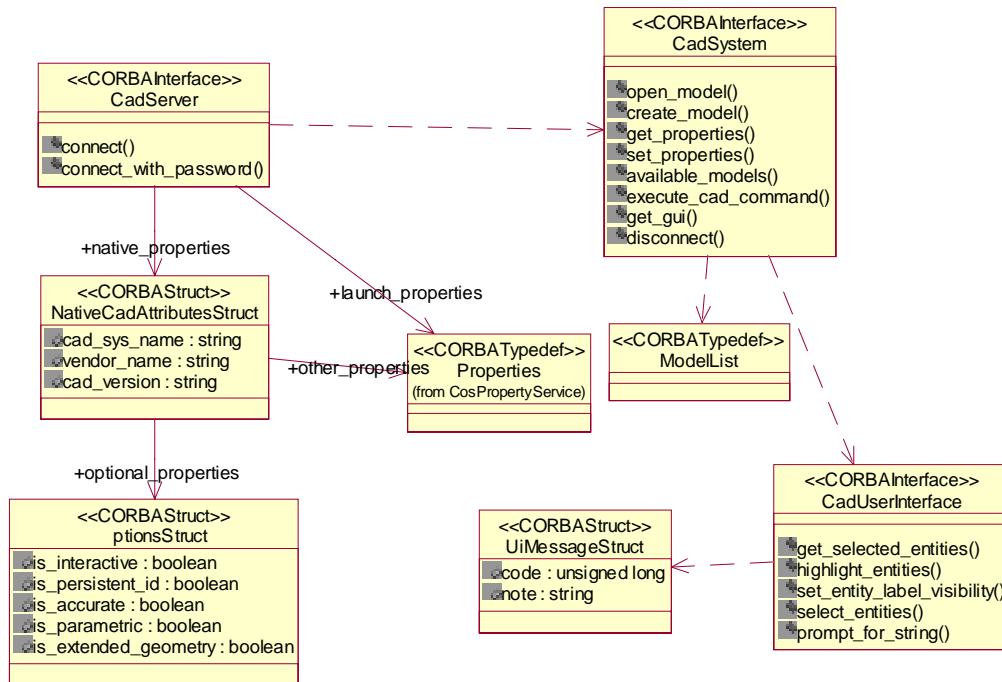 <<CORBAInterface>>
CadServer
connect()
connect_with_password()
<<CORBAInterface>>
CadSystem
open_model()
create_model()
get_properties()
set_properties()
available_models()
execute_cad_command()
get_gui()
disconnect()
+native_properties
+launch_properties
<<CORBAStruct>>
NativeCadAttributesStruct
cad_sys_name : string
vendor_name : string
cad_version : string
+other_properties
<<CORBATypedef>>
Properties
(from CosPropertyService)
<<CORBATypedef>>
ModelList
+optional_properties
<<CORBAStruct>>
ptionsStruct
is_interactive : boolean
is_persistent_id : boolean
is_accurate : boolean
is_parametric : boolean
is_extended_geometry : boolean
<<CORBAStruct>>
UiMessageStruct
code : unsigned long
note : string
<<CORBAInterface>>
CadUserInterface
get_selected_entities()
highlight_entities()
set_entity_label_visibility()
select_entities()
prompt_for_string()